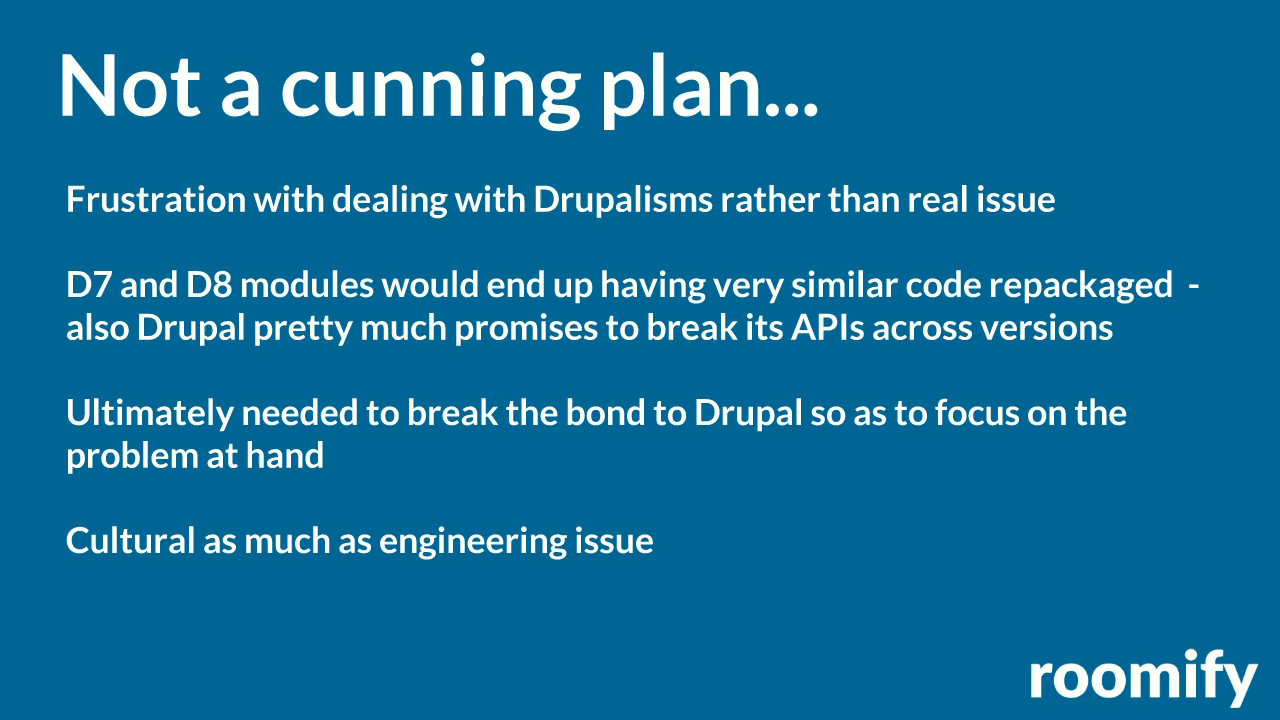 Not a cunning plan...
Frustration with dealing with Drupalisms rather than real issue
D7 and D8 modules would end up having very similar code repackaged -
also Drupal pretty much promises to break its APIs across versions
Ultimately needed to break the bond to Drupal so as to focus on the
problem at hand
Cultural as much as engineering issue
roomify